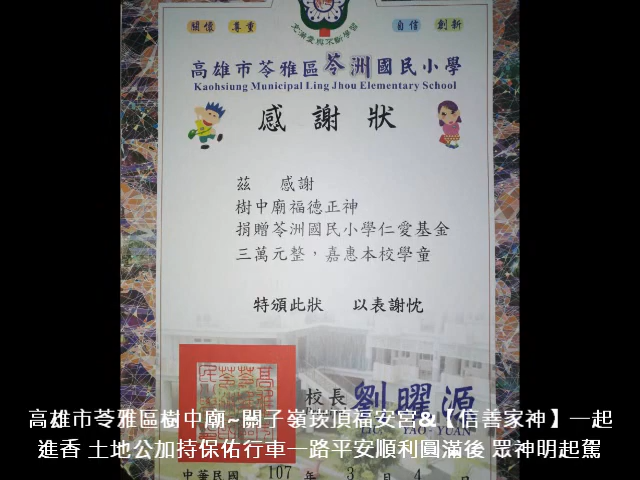 關懷 尊重 自信 創新
高雄市苓雅區苓洲國民小學
Kaohsiung Municipal Ling Jhou Elementary School
感謝狀
茲 感謝
樹中廟福德正神
捐贈苓洲國民小學仁愛基金
三萬元整，嘉惠本校學童
特頒此狀 以表謝忱
校長 劉曜源
高雄市苓雅區樹中廟~關子嶺崁頂福安宮&【信善家神】一起
進香 土地公加持保佑行車一路平安順利圓滿後 眾神明起駕
中華民國 107 年 3 月 4 日